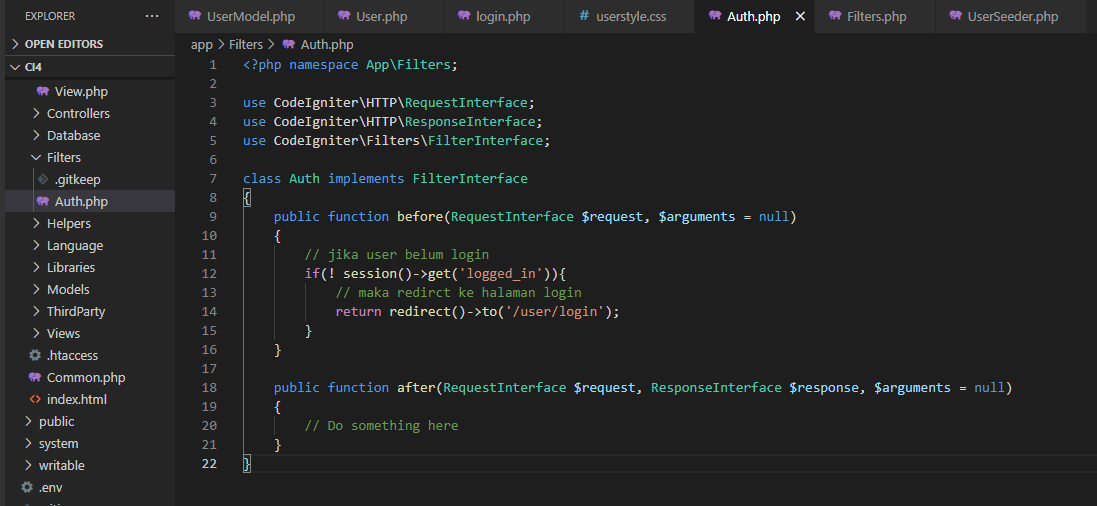 EXPLORER
OPEN EDITORS
CI4
View.php
Controllers
Database
Filters
.gitkeep
Auth.php
Helpers
Language
Libraries
Models
ThirdParty
Views
.htaccess
Common.php
index.html
public
system
writable
.env
UserModel.php
User.php
login.php
# userstyle.css
Auth.php
Filters.php
UserSeeder.php
app > Filters > Auth.php
1 <?php namespace App\Filters;
2
3 use CodeIgniter\HTTP\RequestInterface;
4 use CodeIgniter\HTTP\ResponseInterface;
5 use CodeIgniter\Filters\FilterInterface;
6
7 class Auth implements FilterInterface
8 {
9     public function before(RequestInterface $request, $arguments = null)
10     {
11         // jika user belum login
12         if(! session()->get('logged_in')){
13             // maka redirct ke halaman login
14             return redirect()->to('/user/login');
15         }
16     }
17
18     public function after(RequestInterface $request, ResponseInterface $response, $arguments = null)
19     {
20         // Do something here
21     }
22 }